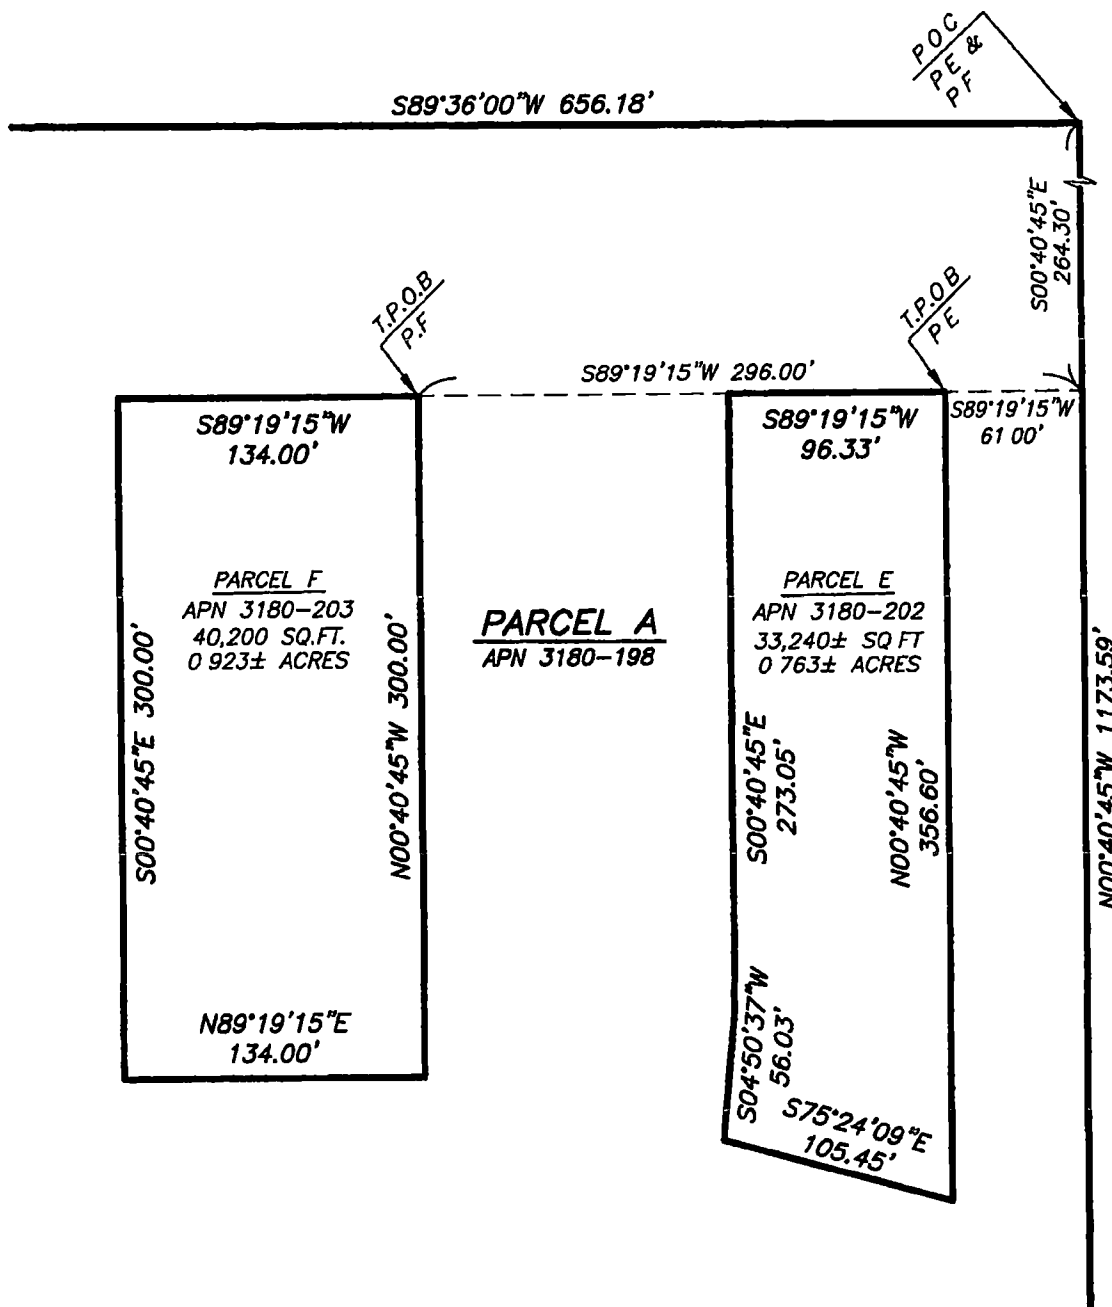 POC
PE &
PF
S89°36'00"W 656.18'
S00°40'45"E
264.30'
T.P.O.B
P.F
T.P.O.B
PE
S89°19'15"W 296.00'
S89°19'15"W
134.00'
S89°19'15"W
96.33'
S89°19'15"W
61 00'
PARCEL F
APN 3180-203
40,200 SQ.FT.
0 923± ACRES
PARCEL A
APN 3180-198
PARCEL E
APN 3180-202
33,240± SQ FT
0 763± ACRES
S00°40'45"E 300.00'
N00°40'45"W 300.00'
S00°40'45"E
273.05'
N00°40'45"W
356.60'
N00°40'45"W 1173.59'
N89°19'15"E
134.00'
S04°50'37"W
56.03'
S75°24'09"E
105.45'